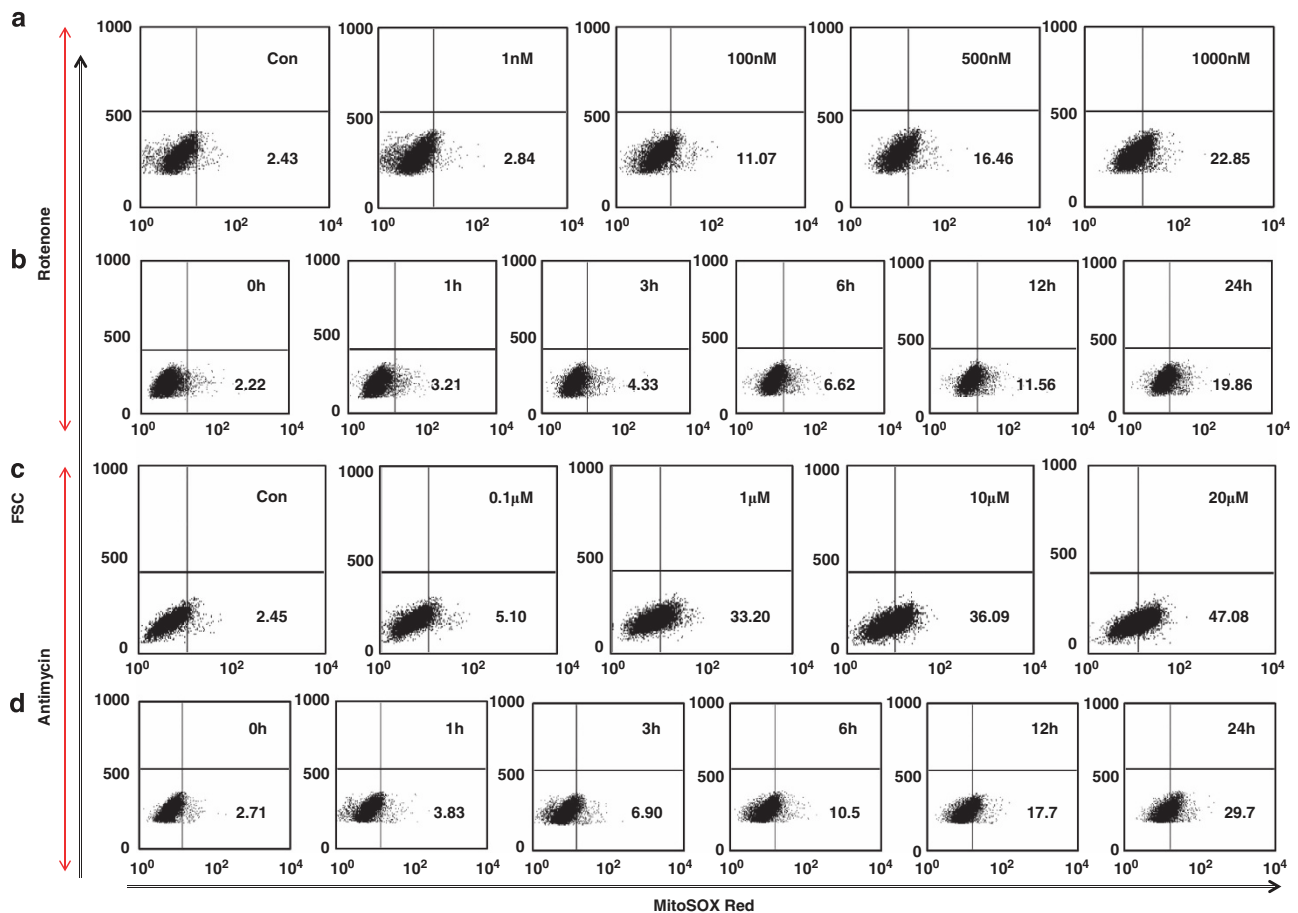 a
1000
500
0
Con
2.43
10^0 10^2 10^4
1nM
1000
500
0
2.84
10^0 10^2 10^4
100nM
1000
500
0
11.07
10^0 10^2 10^4
500nM
1000
500
0
16.46
10^0 10^2 10^4
1000nM
1000
500
0
22.85
10^0 10^2 10^4
Rotenone
b
1000
500
0
0h
2.22
10^0 10^2 10^4
1000
500
0
1h
3.21
10^0 10^2 10^4
1000
500
0
3h
4.33
10^0 10^2 10^4
1000
500
0
6h
6.62
10^0 10^2 10^4
1000
500
0
12h
11.56
10^0 10^2 10^4
1000
500
0
24h
19.86
10^0 10^2 10^4
FSC
c
1000
500
0
Con
2.45
10^0 10^2 10^4
1000
500
0
0.1µM
5.10
10^0 10^2 10^4
1000
500
0
1µM
33.20
10^0 10^2 10^4
1000
500
0
10µM
36.09
10^0 10^2 10^4
1000
500
0
20µM
47.08
10^0 10^2 10^4
Antimycin
d
1000
500
0
0h
2.71
10^0 10^2 10^4
1000
500
0
1h
3.83
10^0 10^2 10^4
1000
500
0
3h
6.90
10^0 10^2 10^4
1000
500
0
6h
10.5
10^0 10^2 10^4
1000
500
0
12h
17.7
10^0 10^2 10^4
1000
500
0
24h
29.7
10^0 10^2 10^4
MitoSOX Red